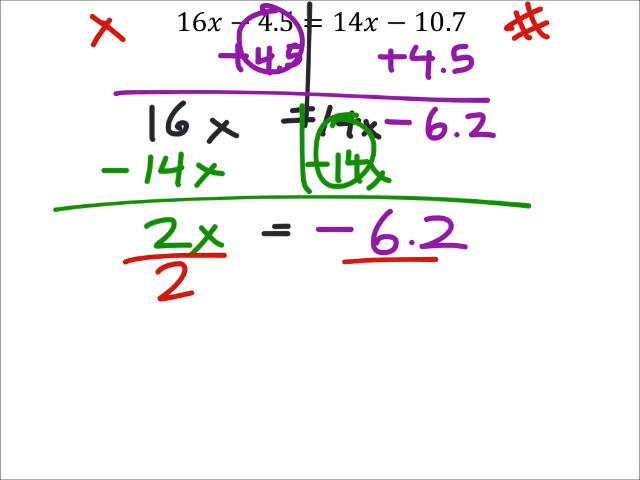 x 16x − 4.5 = 14x − 10.7 #
+4.5 +4.5
16x = 14x − 6.2
− 14x − 14x
2x = − 6.2
2